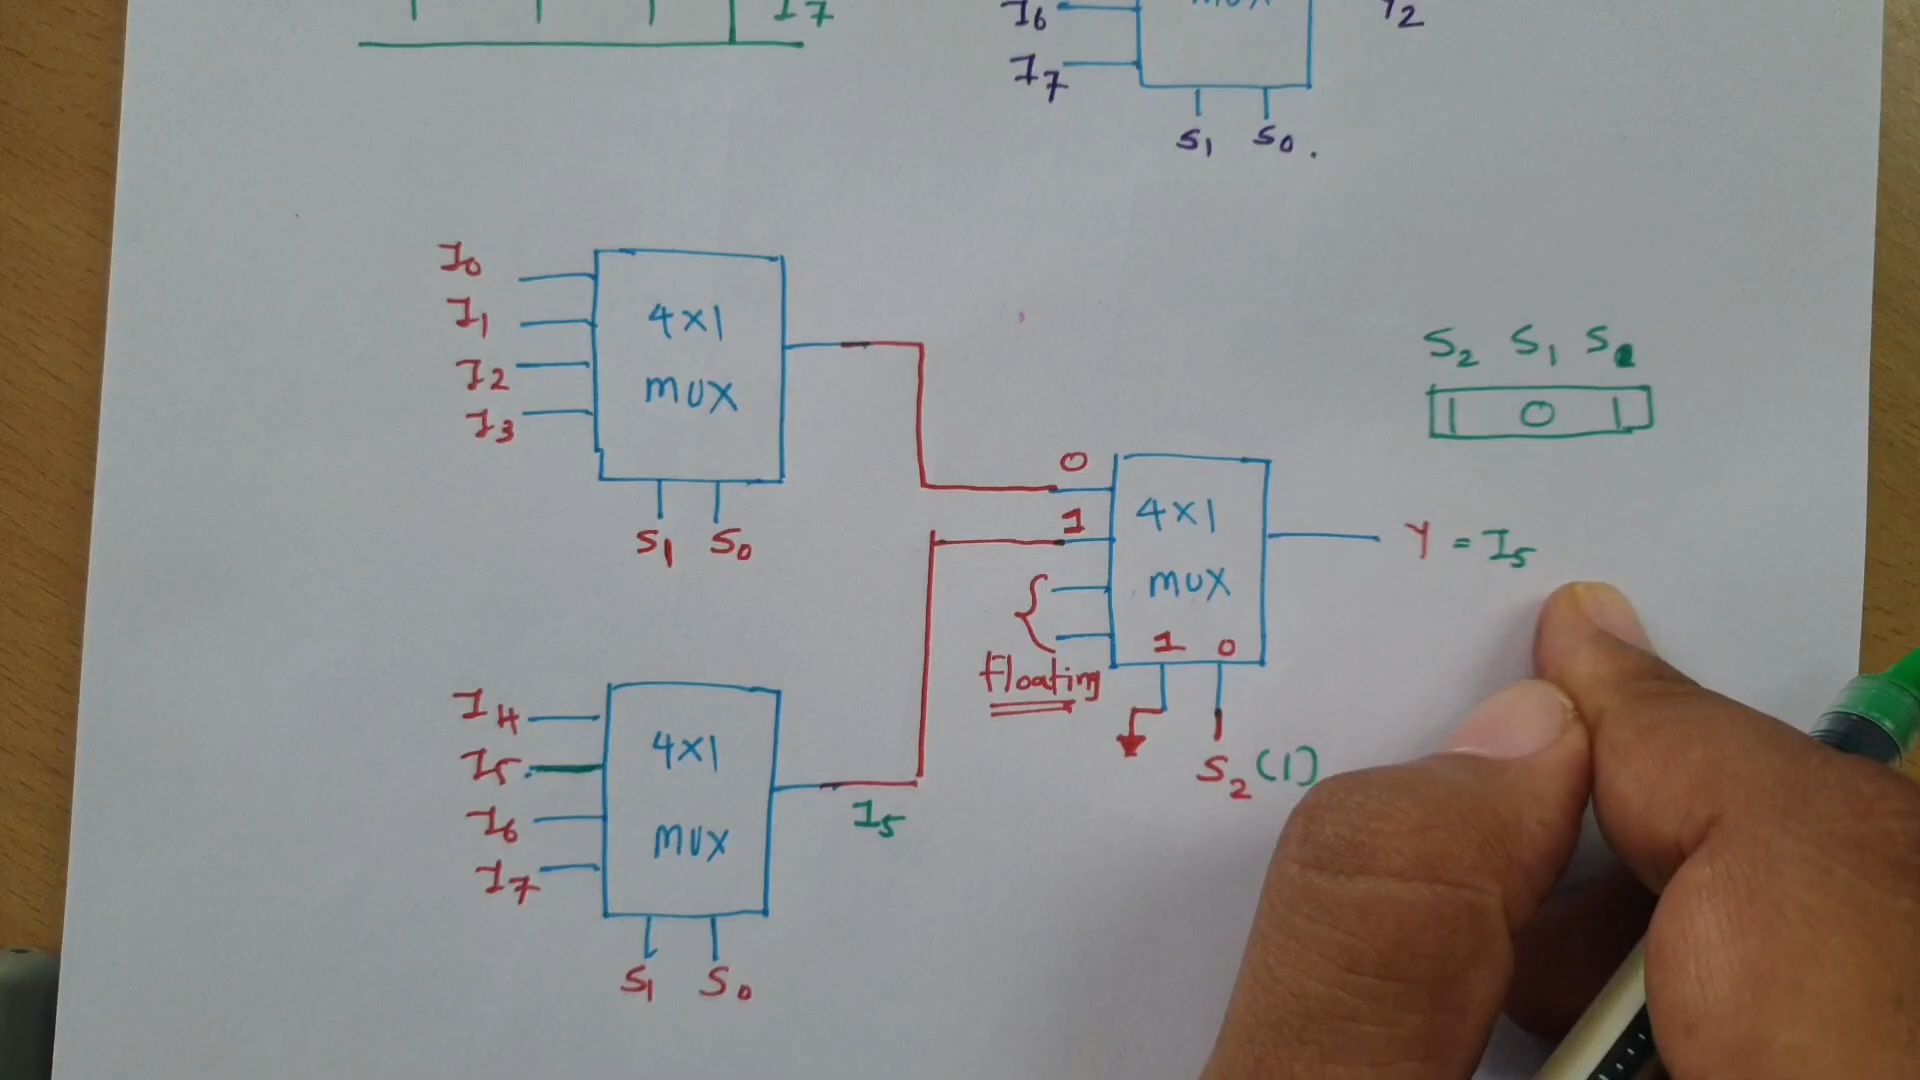 I7
I6
MUX
Y2
I7
S1 S0.
I0
I1
I2
I3
4x1
MUX
S1 S0
S2 S1 S0
1 0 1
0
1
4x1
MUX
1 0
floating
S2 (1)
Y = I5
I4
I5
I6
I7
4x1
MUX
I5
S1 S0